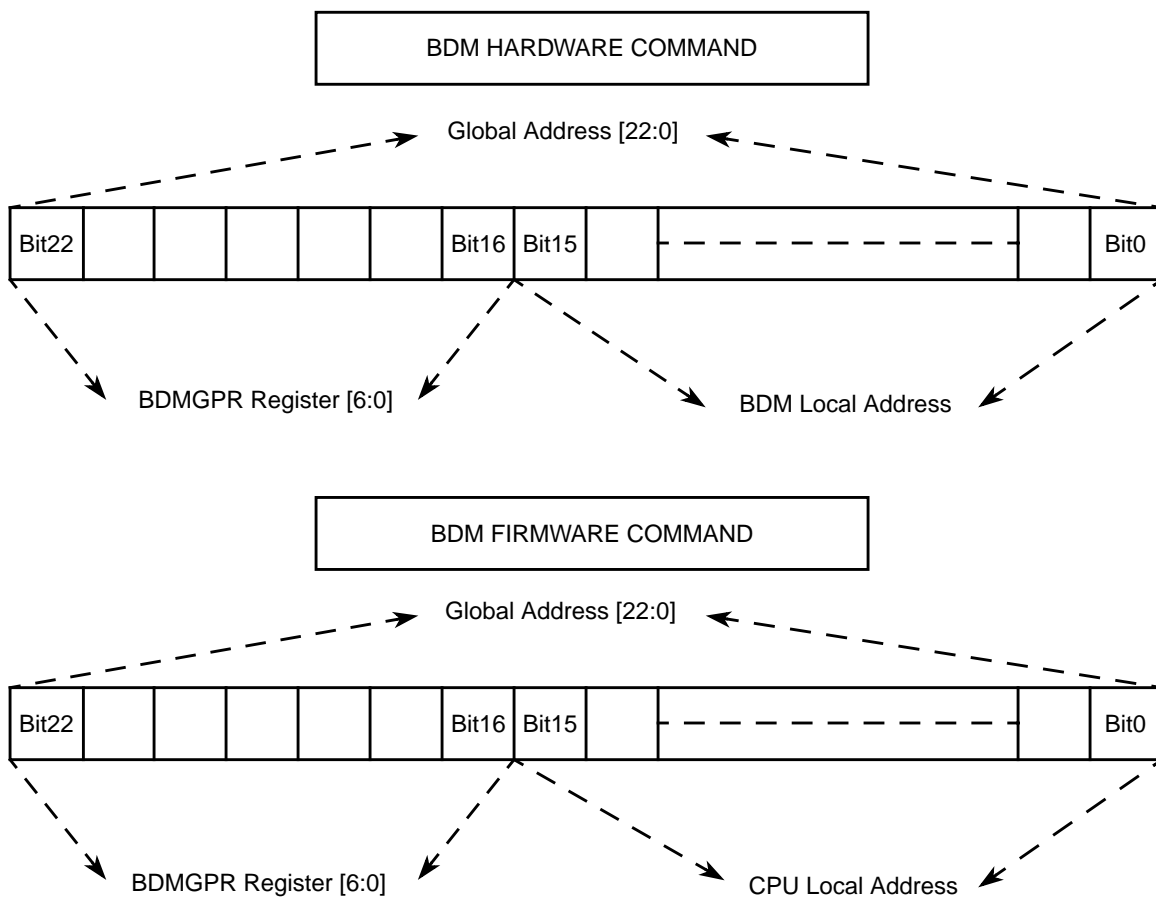 BDM HARDWARE COMMAND
Global Address [22:0]
Bit22 Bit16 Bit15 Bit0
BDMGPR Register [6:0] BDM Local Address
BDM FIRMWARE COMMAND
Global Address [22:0]
Bit22 Bit16 Bit15 Bit0
BDMGPR Register [6:0] CPU Local Address